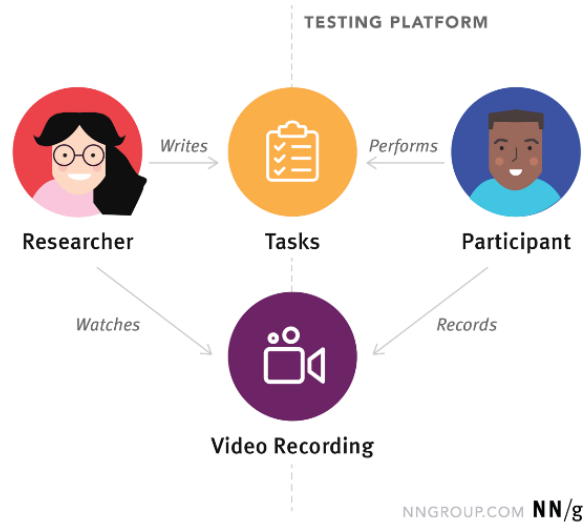 TESTING PLATFORM
Writes
Performs
Researcher
Tasks
Participant
Watches
Records
Video Recording
NNGROUP.COM NN/g